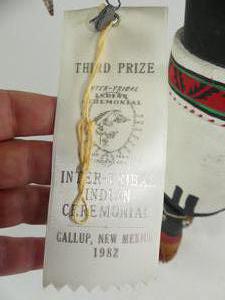 THIRD PRIZE
INTER-TRIBAL
INDIAN
CEREMONIAL
INTER-TRIBAL
INDIAN
CEREMONIAL
GALLUP, NEW MEXICO
1982